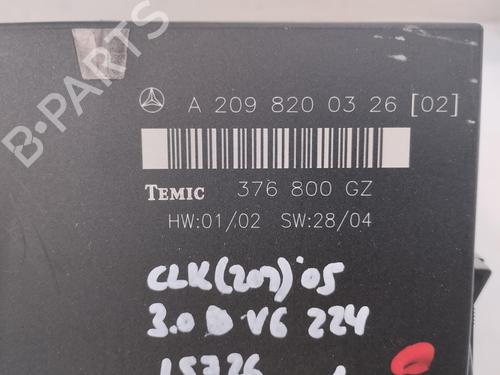 B-PARTS
A 209 820 03 26 [02]
TEMIC 376 800 GZ
HW:01/02 SW:28/04
CLK(209)'05
3.0 D V6 224
15726